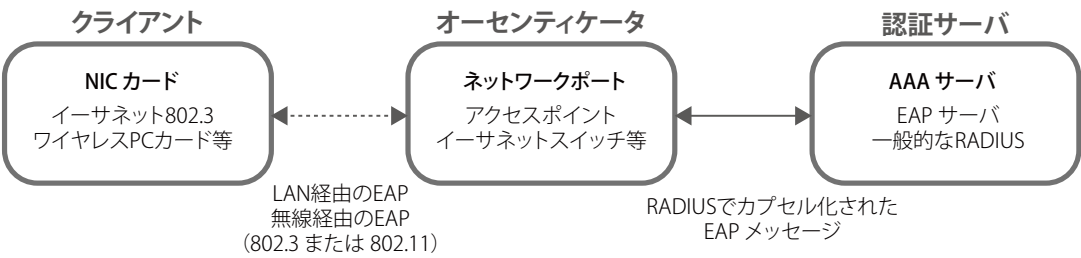 クライアント
オーセンティケータ
認証サーバ
NIC カード
イーサネット802.3
ワイヤレスPCカード等
ネットワークポート
アクセスポイント
イーサネットスイッチ等
AAA サーバ
EAP サーバ
一般的なRADIUS
LAN経由のEAP
無線経由のEAP
（802.3 または 802.11）
RADIUSでカプセル化された
EAP メッセージ